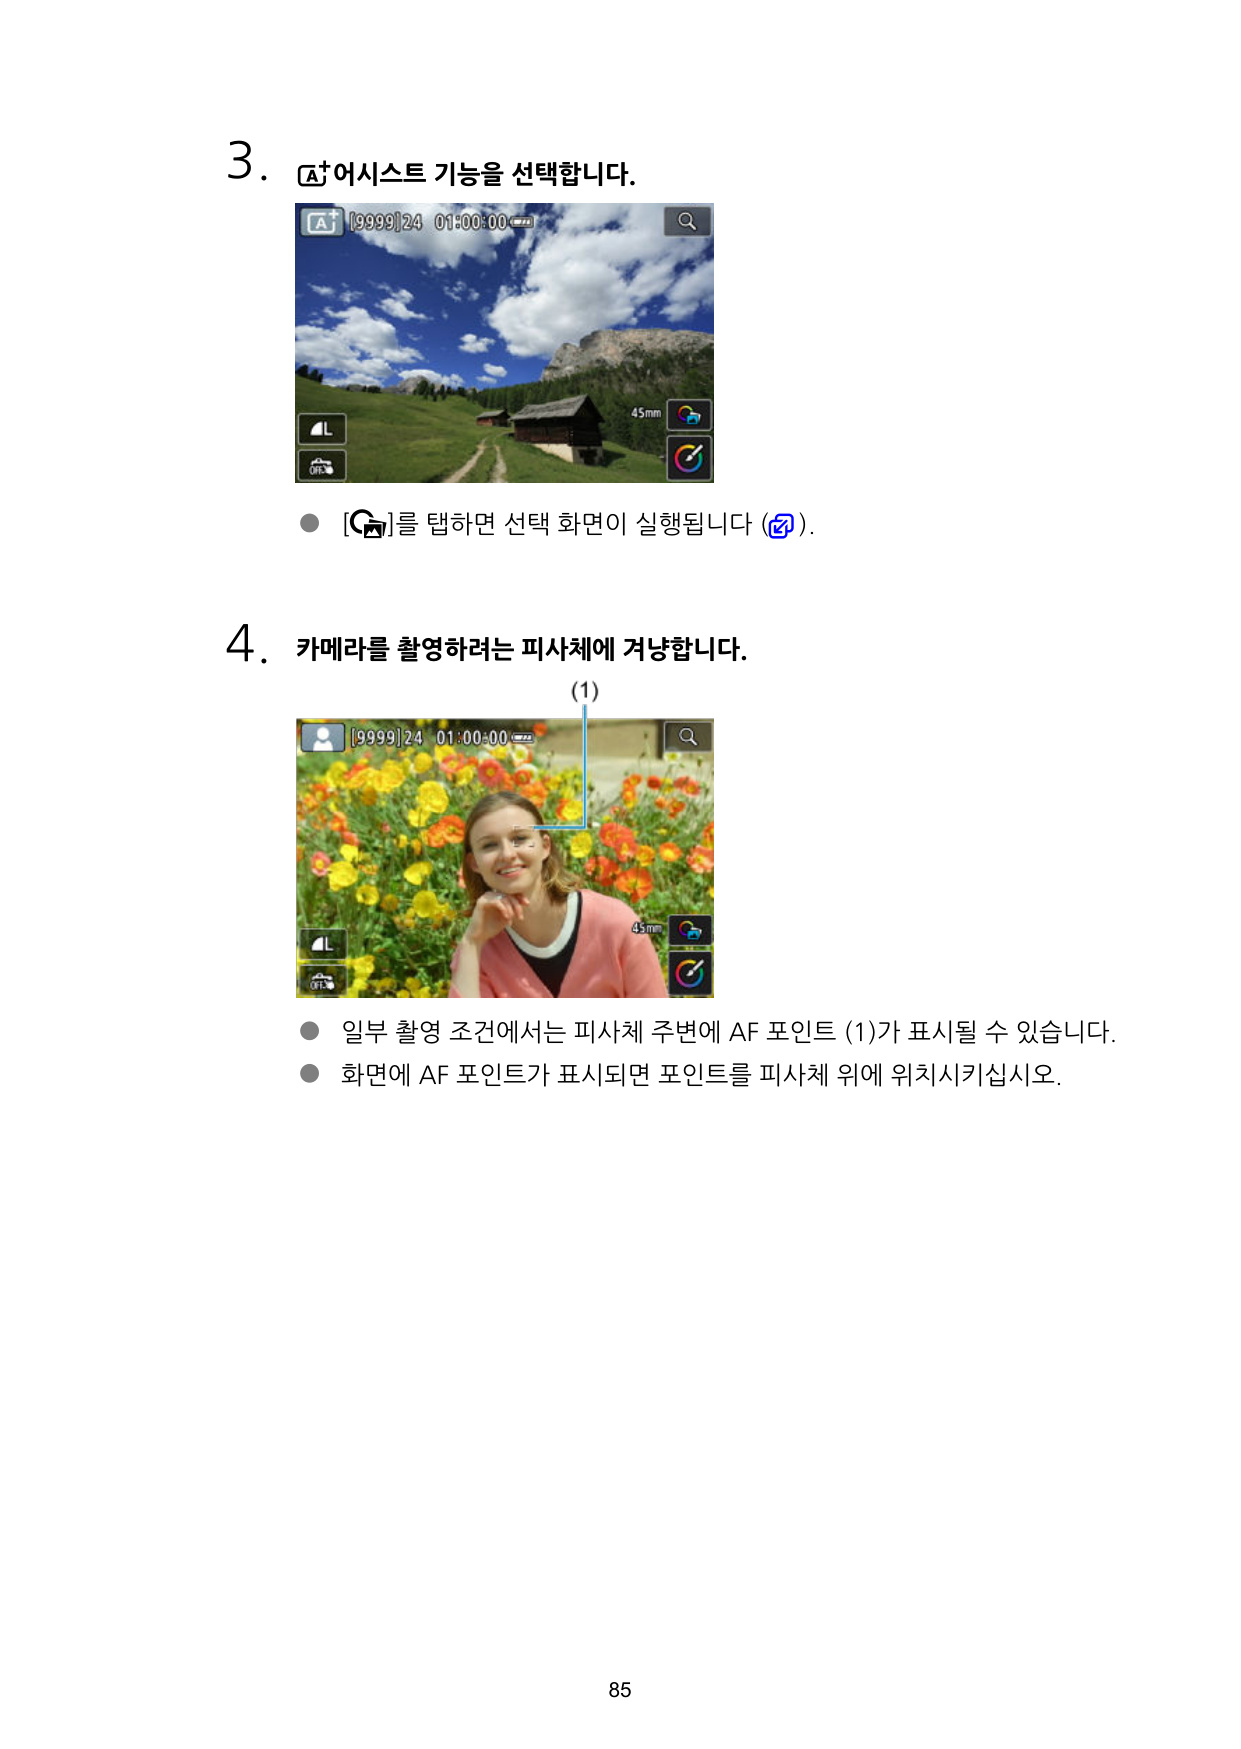 3. A+어시스트 기능을 선택합니다.
A+ [9999]24 01:00:00
45mm
L
OFF
● []를 탭하면 선택 화면이 실행됩니다 ().
4. 카메라를 촬영하려는 피사체에 겨냥합니다.
(1)
[9999]24 01:00:00
45mm
L
OFF
● 일부 촬영 조건에서는 피사체 주변에 AF 포인트 (1)가 표시될 수 있습니다.
● 화면에 AF 포인트가 표시되면 포인트를 피사체 위에 위치시키십시오.
85